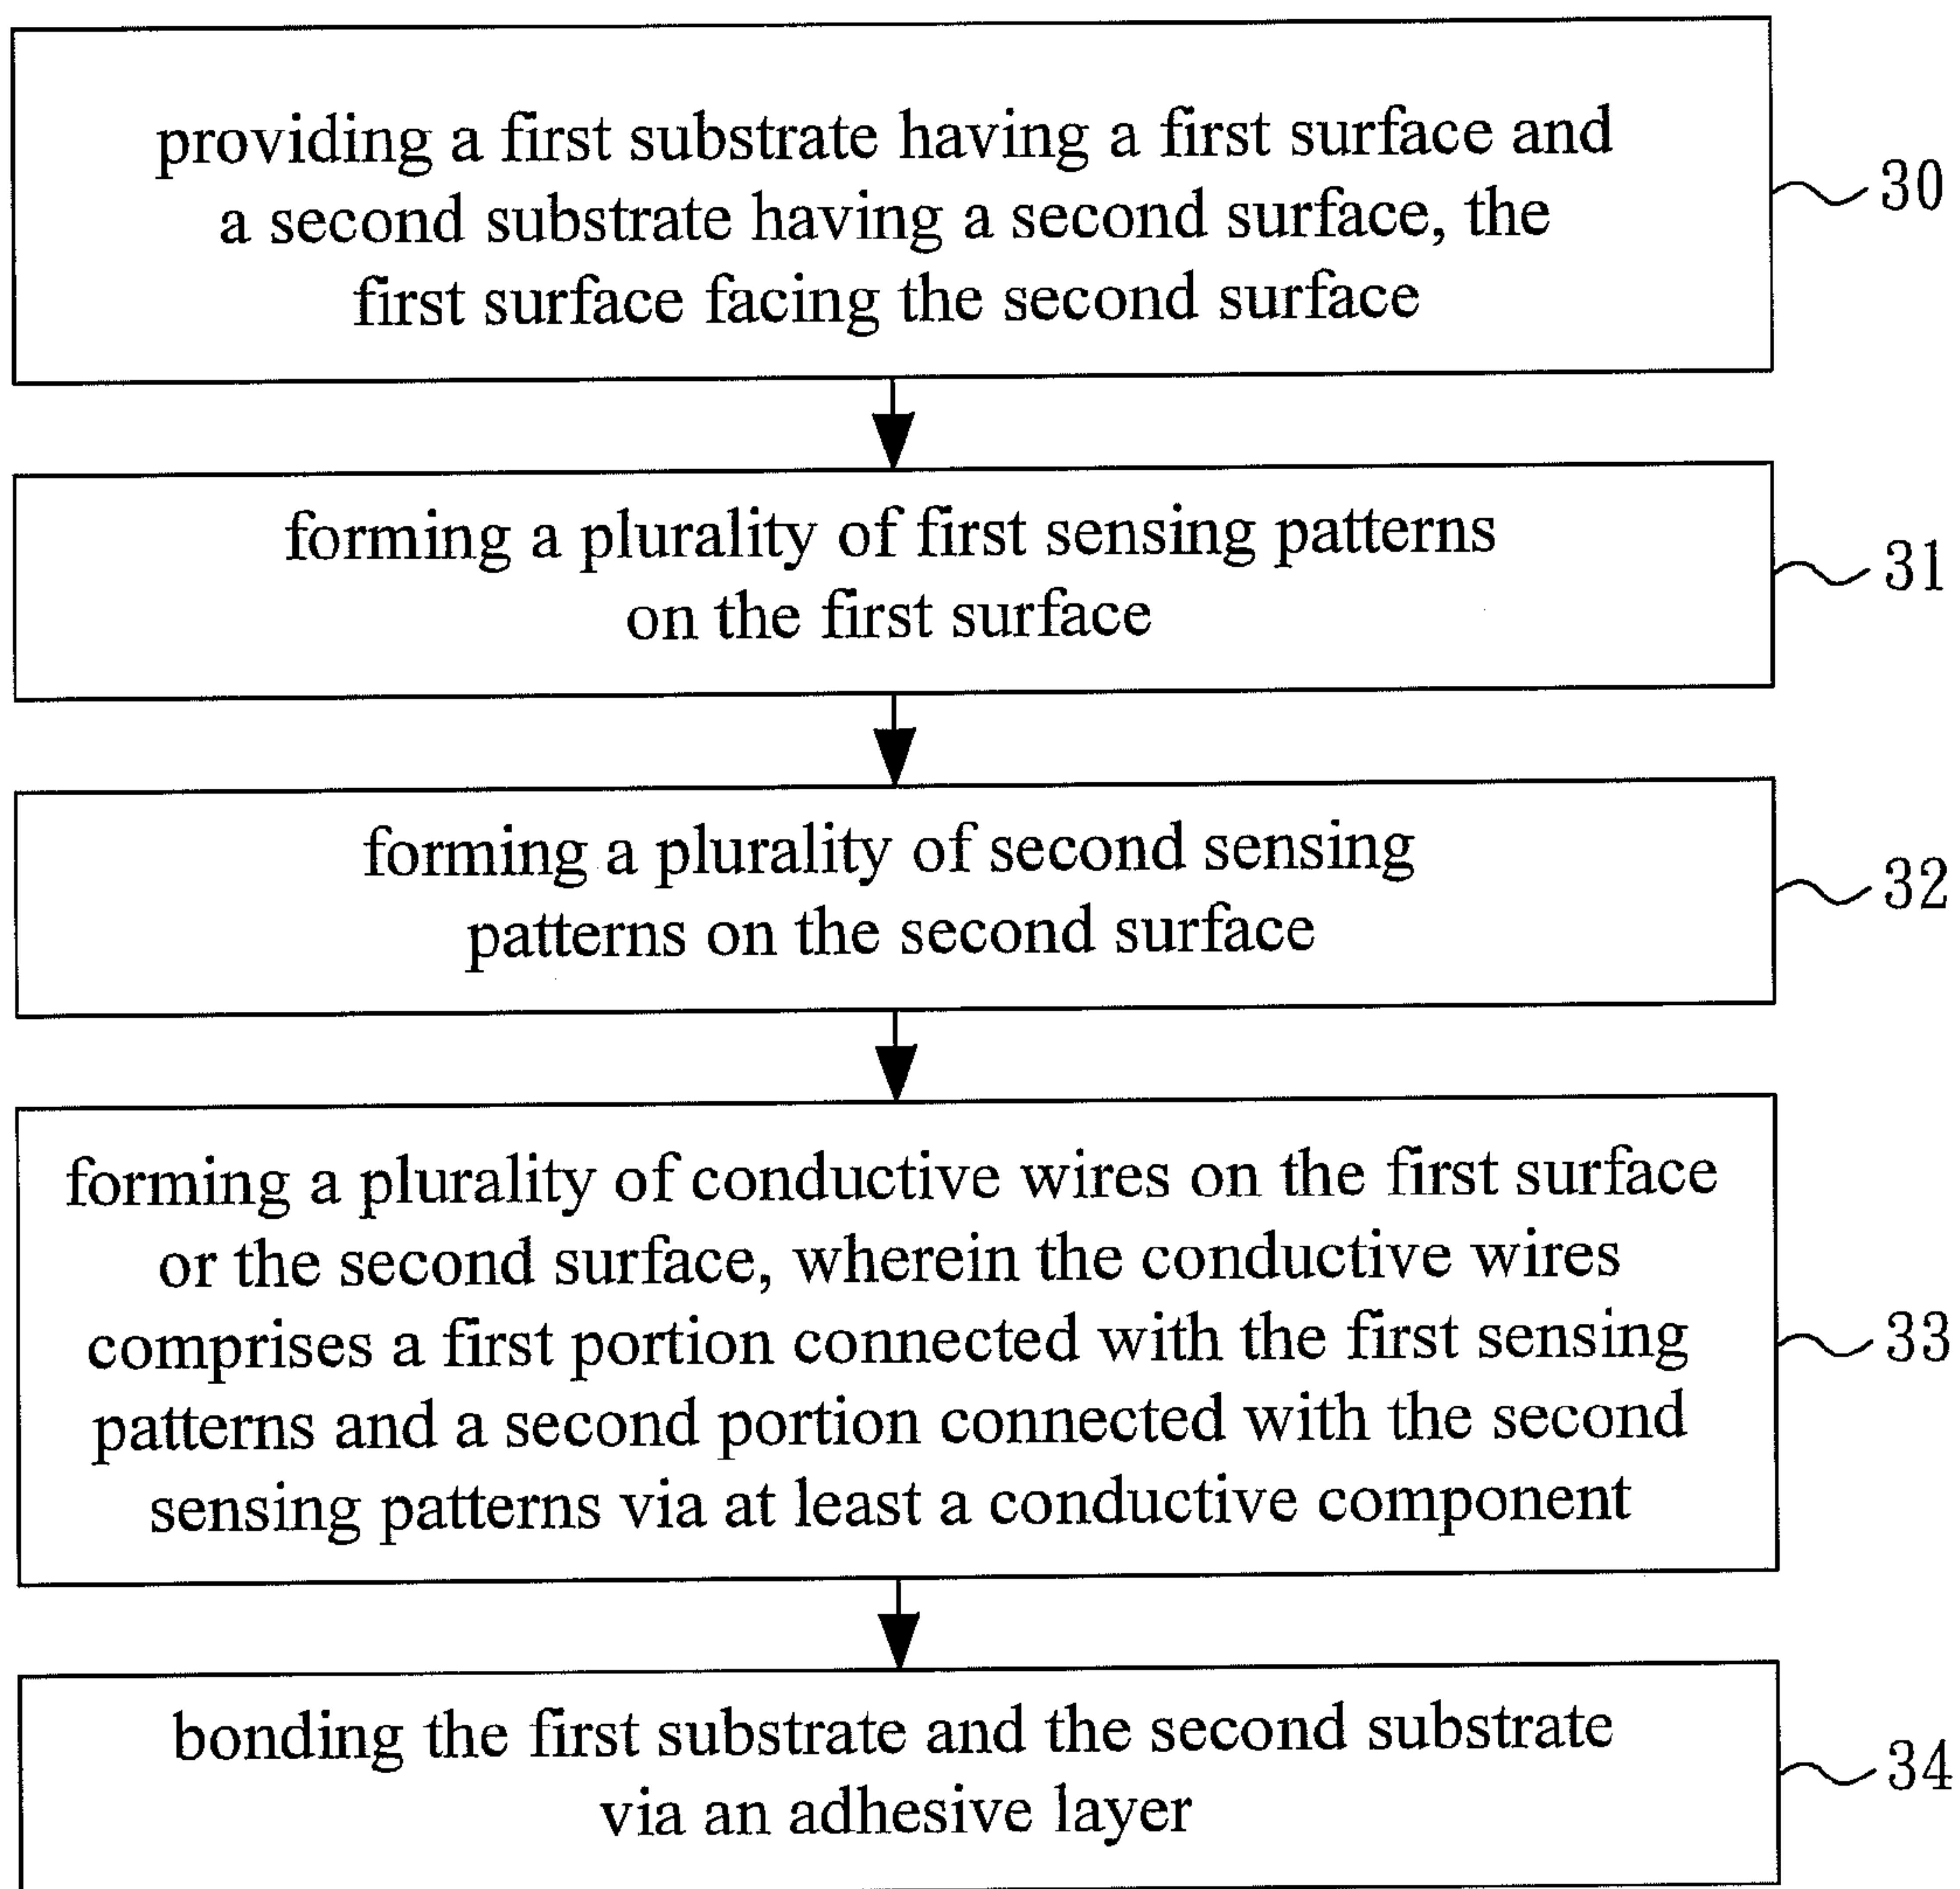 providing a first substrate having a first surface and
a second substrate having a second surface, the
first surface facing the second surface
30
forming a plurality of first sensing patterns
on the first surface
31
forming a plurality of second sensing
patterns on the second surface
32
forming a plurality of conductive wires on the first surface
or the second surface, wherein the conductive wires
comprises a first portion connected with the first sensing
patterns and a second portion connected with the second
sensing patterns via at least a conductive component
33
bonding the first substrate and the second substrate
via an adhesive layer
34